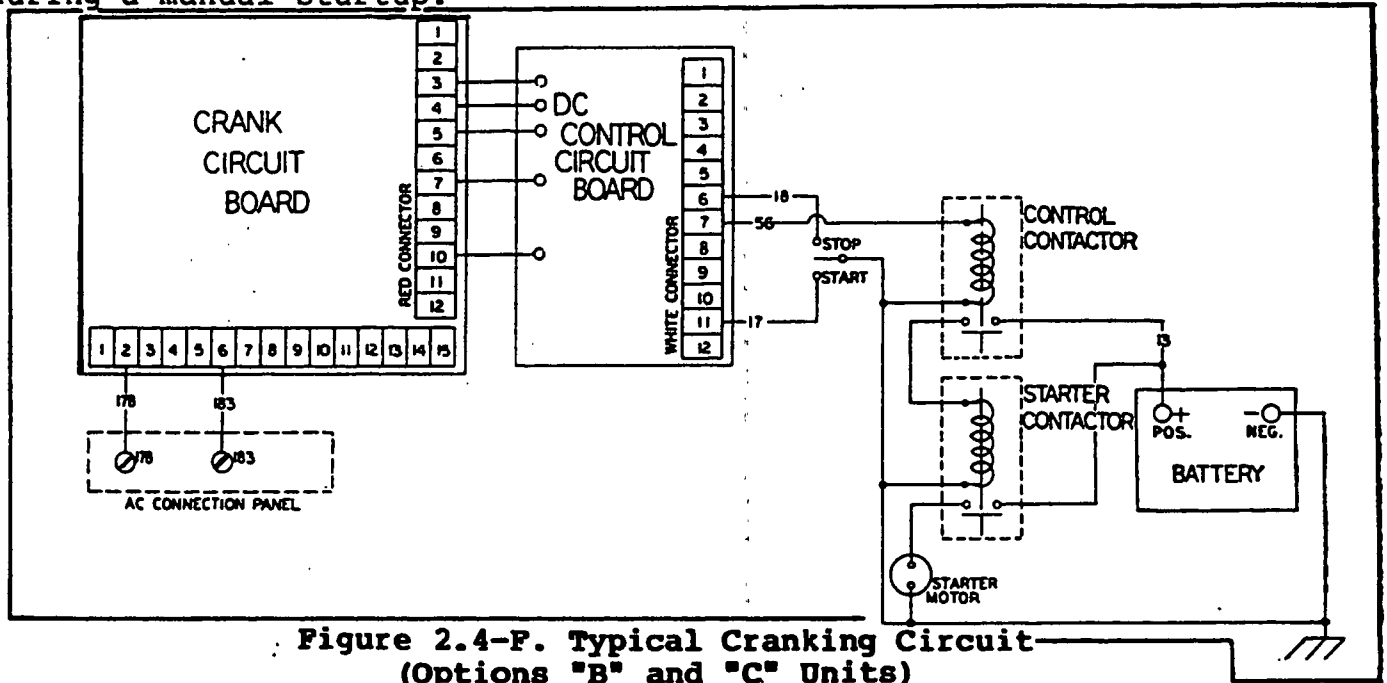 during a manual startup.
CRANK
CIRCUIT
BOARD
RED CONNECTOR
1
2
3
4
5
6
7
8
9
10
11
12
1 2 3 4 5 6 7 8 9 10 11 12 13 14 15
178
183
178
183
AC CONNECTION PANEL
DC
CONTROL
CIRCUIT
BOARD
WHITE CONNECTOR
1
2
3
4
5
6
7
8
9
10
11
12
18
56
17
STOP
START
CONTROL
CONTACTOR
13
STARTER
CONTACTOR
+
POS.
-
NEG.
BATTERY
STARTER
MOTOR
Figure 2.4-F. Typical Cranking Circuit
(Options "B" and "C" Units)